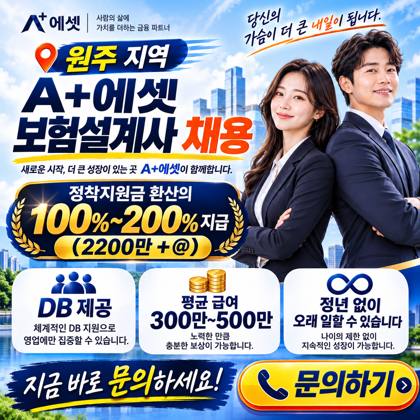 A+에셋
사람의 삶에
가치를 더하는 금융 파트너
당신의
가슴이 더 큰 내일이 됩니다.
원주 지역
A+에셋
보험설계사 채용
새로운 시작, 더 큰 성장이 있는 곳 A+에셋이 함께합니다.
정착지원금 환산의
100%~200% 지급
(2200만 +@)
DB 제공
체계적인 DB 지원으로
영업에만 집중할 수 있습니다.
평균 급여
300만~500만
노력한 만큼
충분한 보상이 가능합니다.
정년 없이
오래 일할 수 있습니다
나이의 제한 없이
지속적인 성장이 가능합니다.
지금 바로 문의하세요!
문의하기